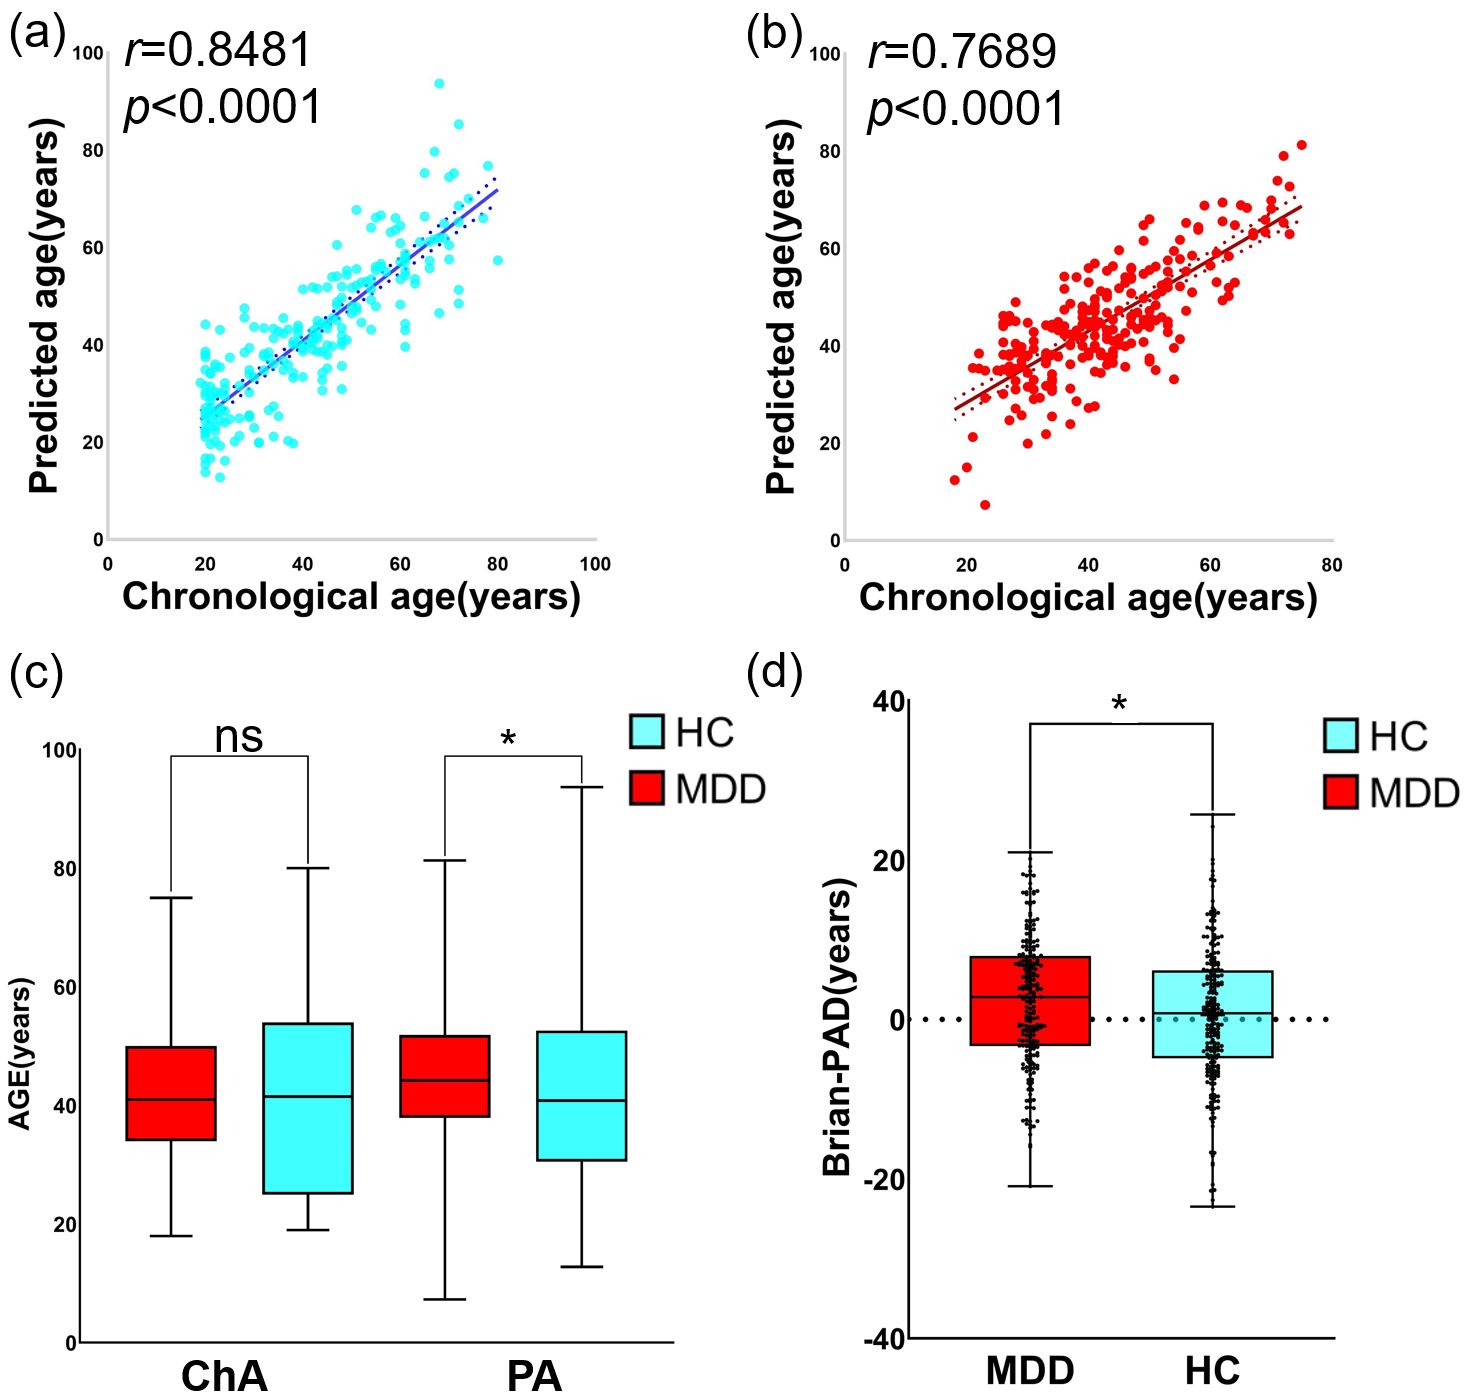 (a)
r=0.8481
p<0.0001
100
80
60
40
20
0
Predicted age(years)
0 20 40 60 80 100
Chronological age(years)
(b)
r=0.7689
p<0.0001
100
80
60
40
20
0
Predicted age(years)
0 20 40 60 80
Chronological age(years)
(c)
ns
*
HC
MDD
100
80
60
40
20
0
AGE(years)
ChA PA
(d)
*
HC
MDD
40
20
0
-20
-40
Brian-PAD(years)
MDD HC